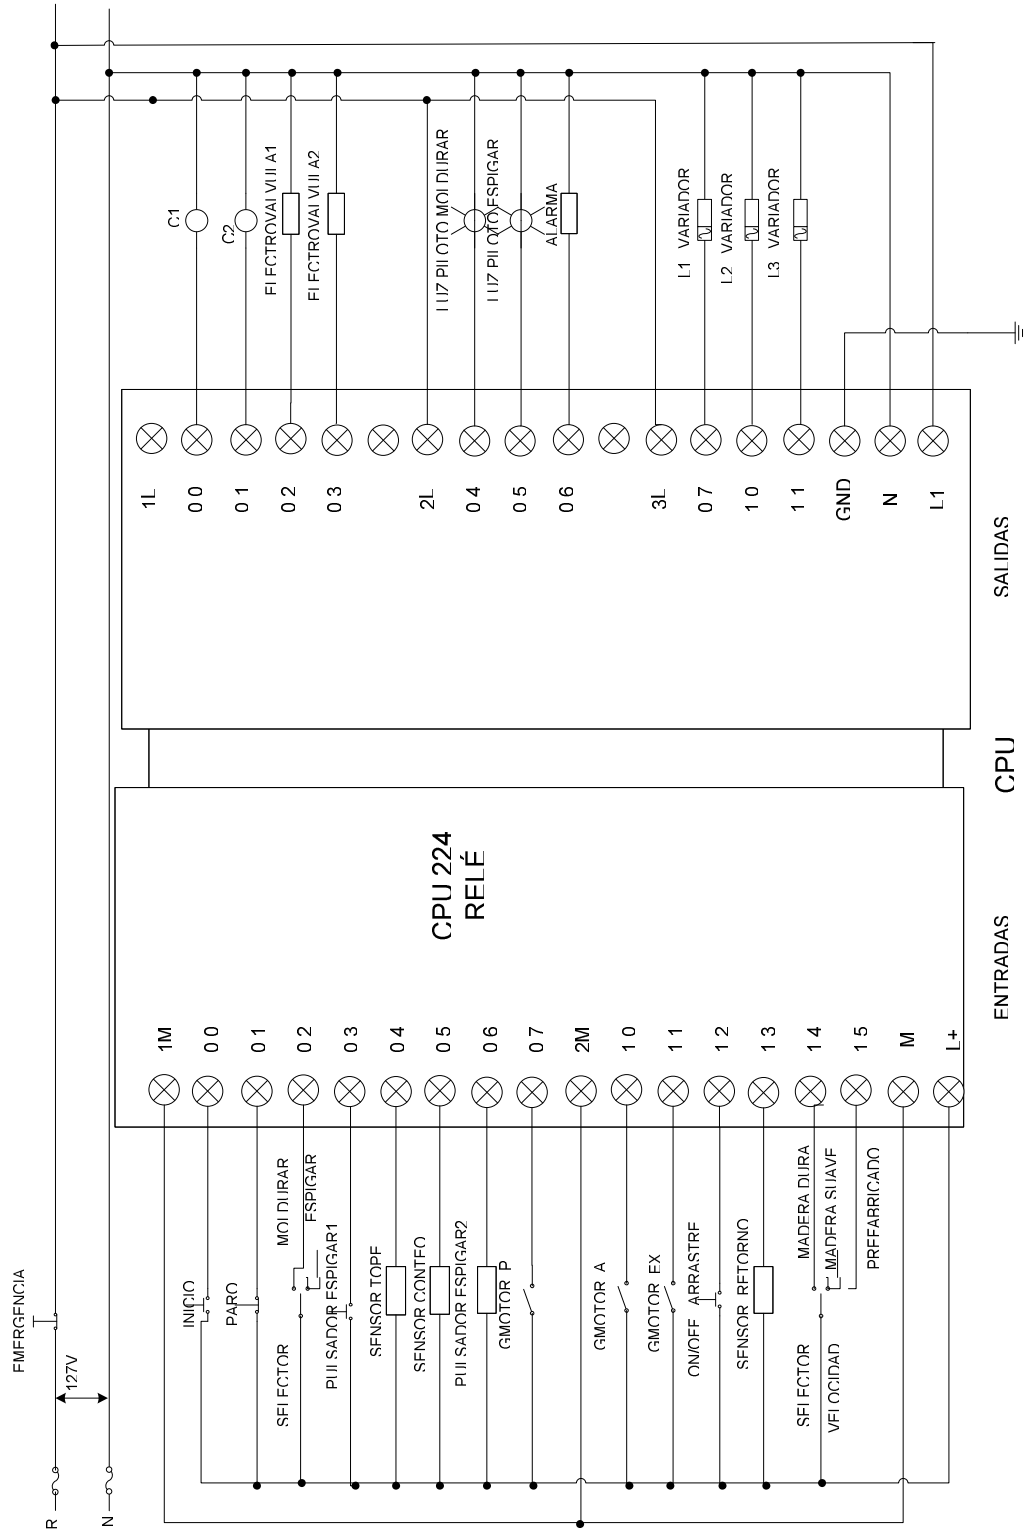 C1
C2
ELECTROVALVULA A1
ELECTROVALVULA A2
LUZ PILOTO MOLDURAR
LUZ PILOTO ESPIGAR
ALARMA
L1 VARIADOR
L2 VARIADOR
L3 VARIADOR
1L
0 0
0 1
0 2
0 3
2L
0 4
0 5
0 6
3L
0 7
1 0
1 1
GND
N
L1
SALIDAS
CPU
CPU 224
RELÉ
ENTRADAS
1M
0 0
0 1
0 2
0 3
0 4
0 5
0 6
0 7
2M
1 0
1 1
1 2
1 3
1 4
1 5
M
L+
EMERGENCIA
127V
R
N
INICIO
PARO
SELECTOR
MOLDURAR
ESPIGAR
PULSADOR ESPIGAR1
SENSOR TOPE
SENSOR CONTEO
PULSADOR ESPIGAR2
GMOTOR P
GMOTOR A
GMOTOR EX
ON/OFF ARRASTRE
SENSOR RETORNO
SELECTOR
VELOCIDAD
MADERA DURA
MADERA SUAVE
PREFABRICADO